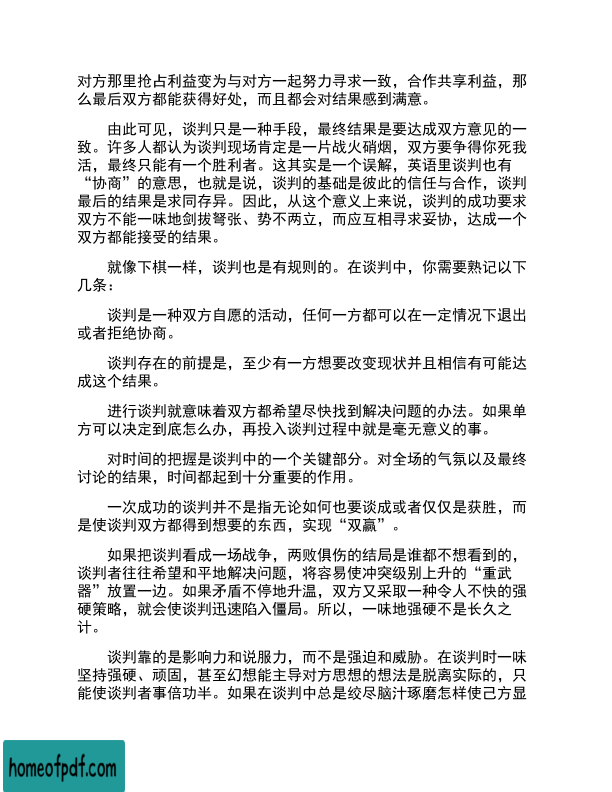 对方那里抢占利益变为与对方一起努力寻求一致，合作共享利益，那
么最后双方都能获得好处，而且都会对结果感到满意。
由此可见，谈判只是一种手段，最终结果是要达成双方意见的一
致。许多人都认为谈判现场肯定是一片战火硝烟，双方要争得你死我
活，最终只能有一个胜利者。这其实是一个误解，英语里谈判也有
“协商”的意思，也就是说，谈判的基础是彼此的信任与合作，谈判
最后的结果是求同存异。因此，从这个意义上来说，谈判的成功要求
双方不能一味地剑拔弩张、势不两立，而应互相寻求妥协，达成一个
双方都能接受的结果。
就像下棋一样，谈判也是有规则的。在谈判中，你需要熟记以下
几条：
谈判是一种双方自愿的活动，任何一方都可以在一定情况下退出
或者拒绝协商。
谈判存在的前提是，至少有一方想要改变现状并且相信有可能达
成这个结果。
进行谈判就意味着双方都希望尽快找到解决问题的办法。如果单
方可以决定到底怎么办，再投入谈判过程中就是毫无意义的事。
对时间的把握是谈判中的一个关键部分。对全场的气氛以及最终
讨论的结果，时间都起到十分重要的作用。
一次成功的谈判并不是指无论如何也要谈成或者仅仅是获胜，而
是使谈判双方都得到想要的东西，实现“双赢”。
如果把谈判看成一场战争，两败俱伤的结局是谁都不想看到的，
谈判者往往希望和平地解决问题，将容易使冲突级别上升的“重武
器”放置一边。如果矛盾不停地升温，双方又采取一种令人不快的强
硬策略，就会使谈判迅速陷入僵局。所以，一味地强硬不是长久之
计。
谈判靠的是影响力和说服力，而不是强迫和威胁。在谈判时一味
坚持强硬、顽固，甚至幻想能主导对方思想的想法是脱离实际的，只
能使谈判者事倍功半。如果在谈判中总是绞尽脑汁琢磨怎样使己方显
homeofpdf.com